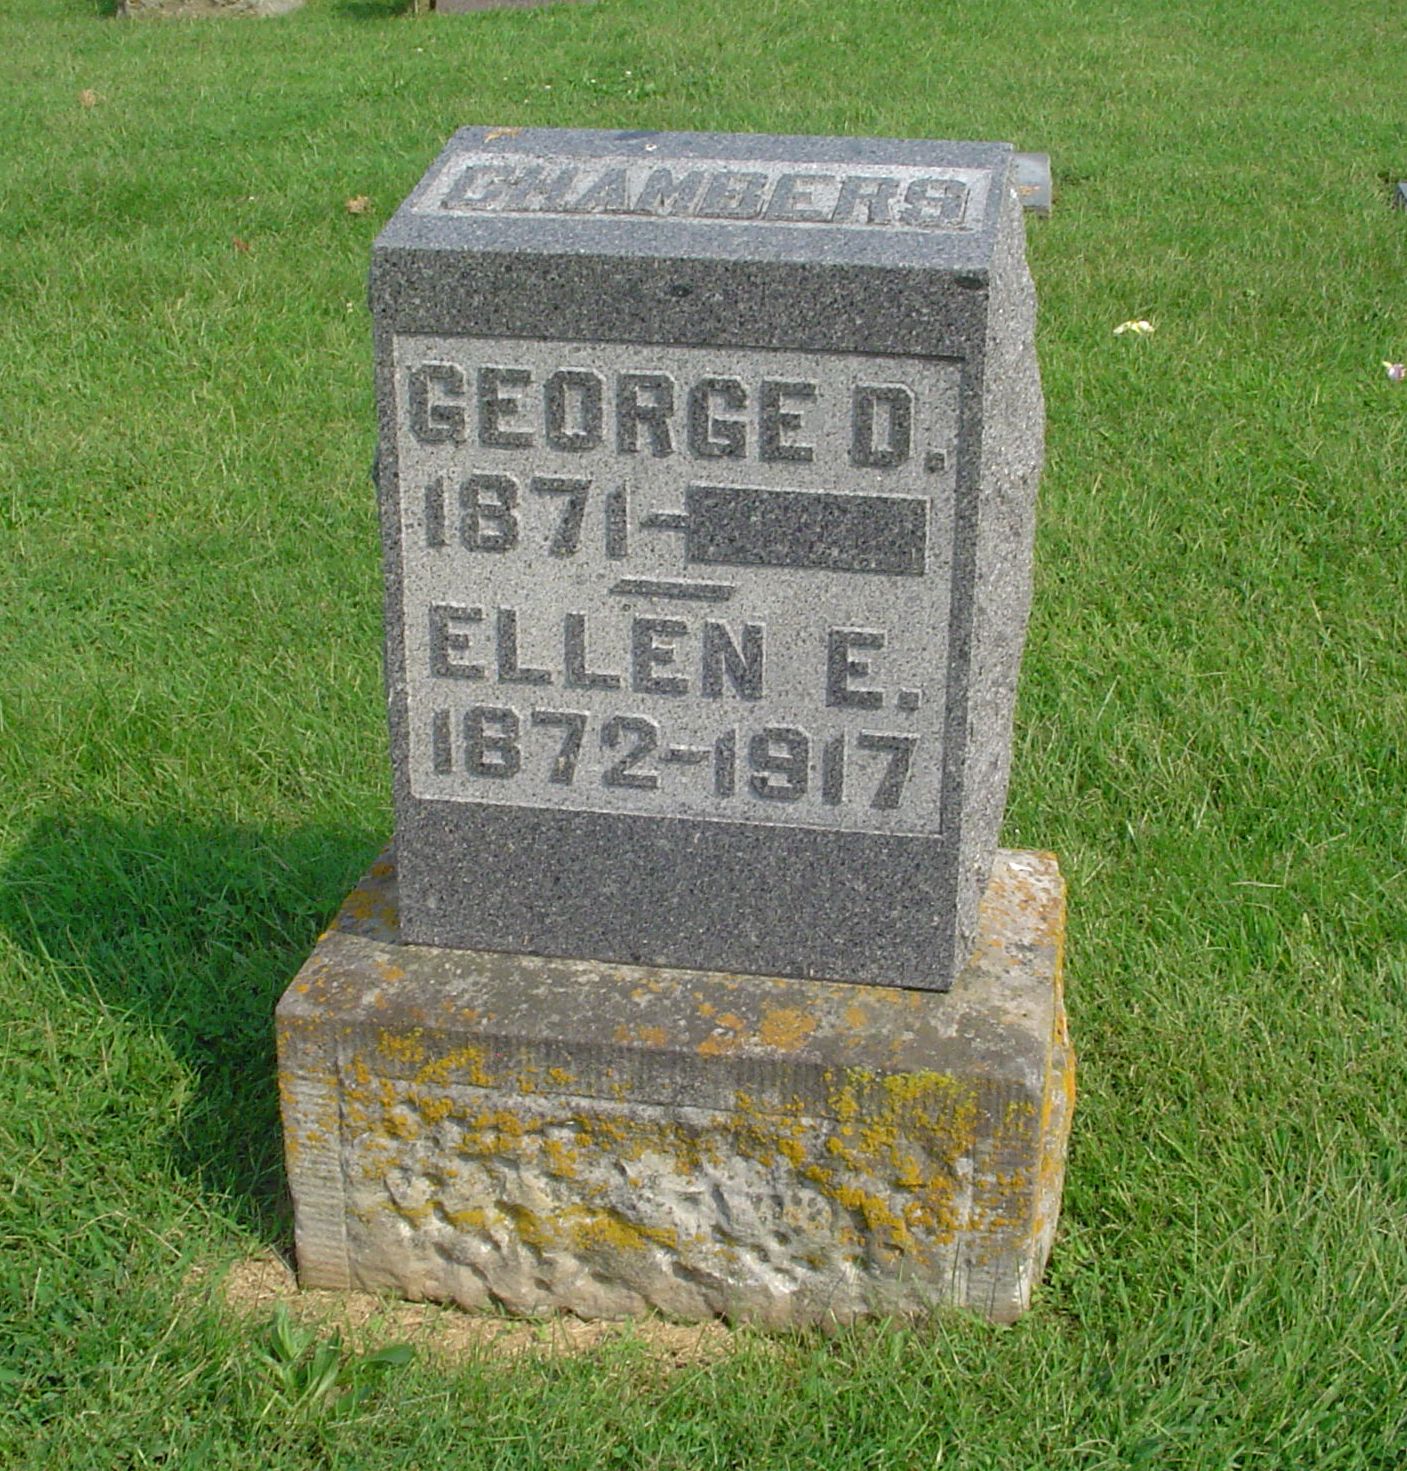 CHAMBERS
GEORGE D.
1871-
ELLEN E.
1872-1917